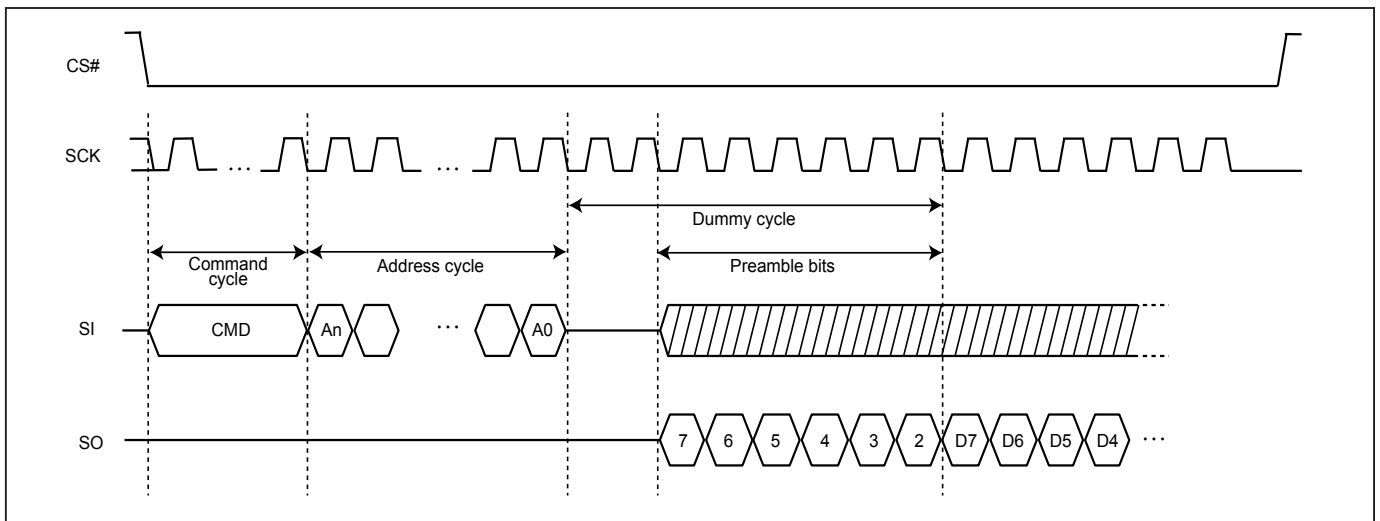 CS#
SCK
... ...
Dummy cycle
Command
cycle
Address cycle
Preamble bits
SI
CMD
An
...
A0
SO
7 6 5 4 3 2 D7 D6 D5 D4 ...